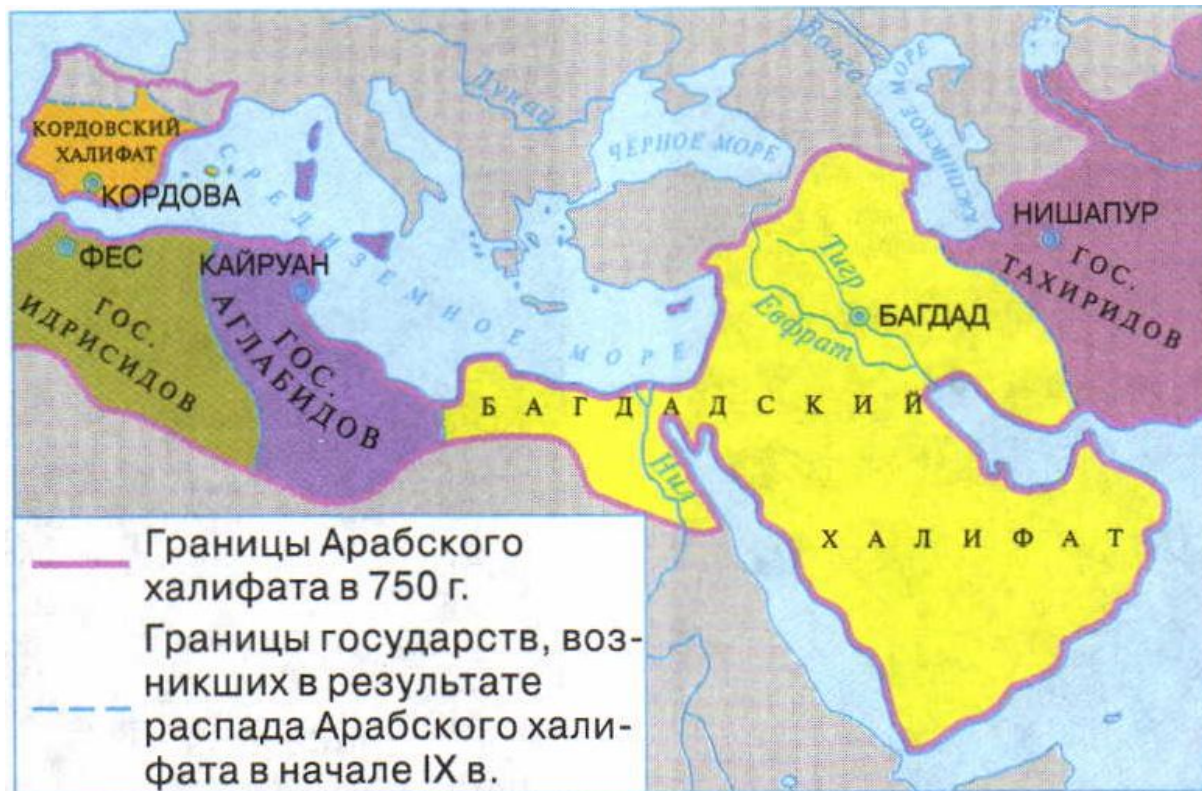 Дунай
Волга
КАСПИЙСКОЕ МОРЕ
ЧЁРНОЕ МОРЕ
КОРДОВСКИЙ
ХАЛИФАТ
КОРДОВА
СРЕДИЗЕМНОЕ МОРЕ
ФЕС
КАЙРУАН
ГОС.
ИДРИСИДОВ
ГОС.
АГЛАБИДОВ
НИШАПУР
ГОС.
ТАХИРИДОВ
Тигр
Евфрат
БАГДАД
БАГДАДСКИЙ
ХАЛИФАТ
Нил
Границы Арабского
халифата в 750 г.
Границы государств, воз-
никших в результате
распада Арабского хали-
фата в начале IX в.